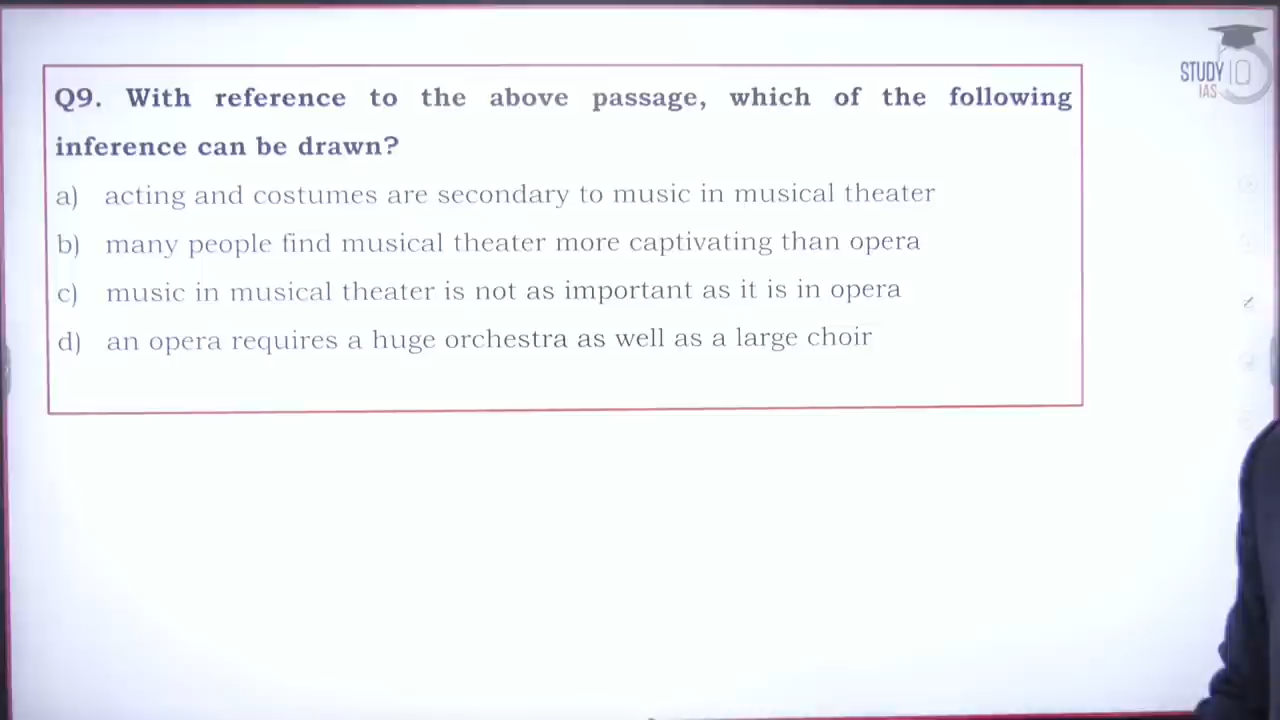 STUDY IQ
IAS
Q9. With reference to the above passage, which of the following
inference can be drawn?
a) acting and costumes are secondary to music in musical theater
b) many people find musical theater more captivating than opera
c) music in musical theater is not as important as it is in opera
d) an opera requires a huge orchestra as well as a large choir